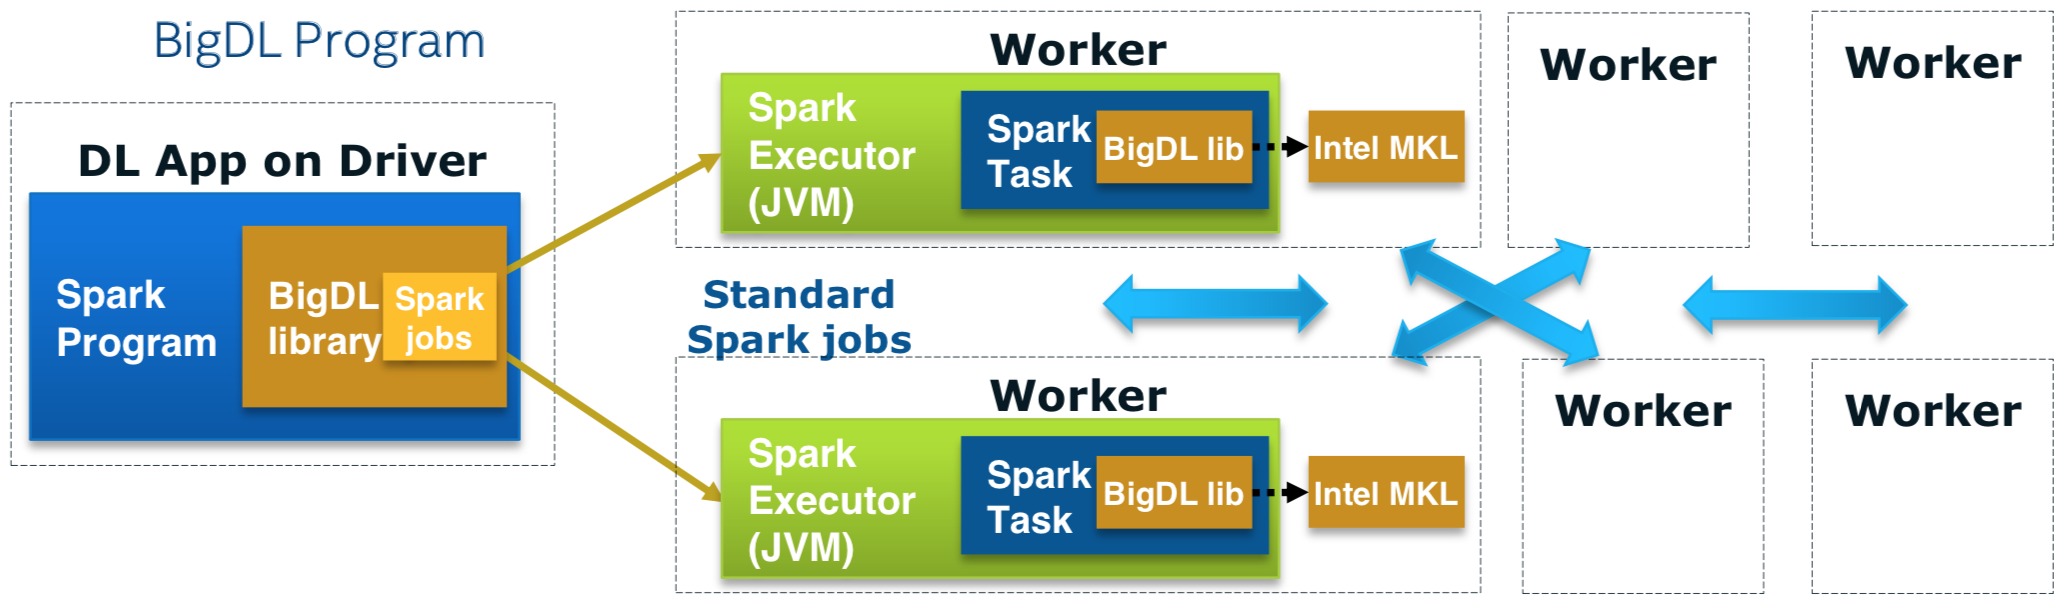 BigDL Program
DL App on Driver
Spark
Program
BigDL
library
Spark
jobs
Worker
Spark
Executor
(JVM)
Spark
Task
BigDL lib
Intel MKL
Worker
Worker
Standard
Spark jobs
Worker
Spark
Executor
(JVM)
Spark
Task
BigDL lib
Intel MKL
Worker
Worker